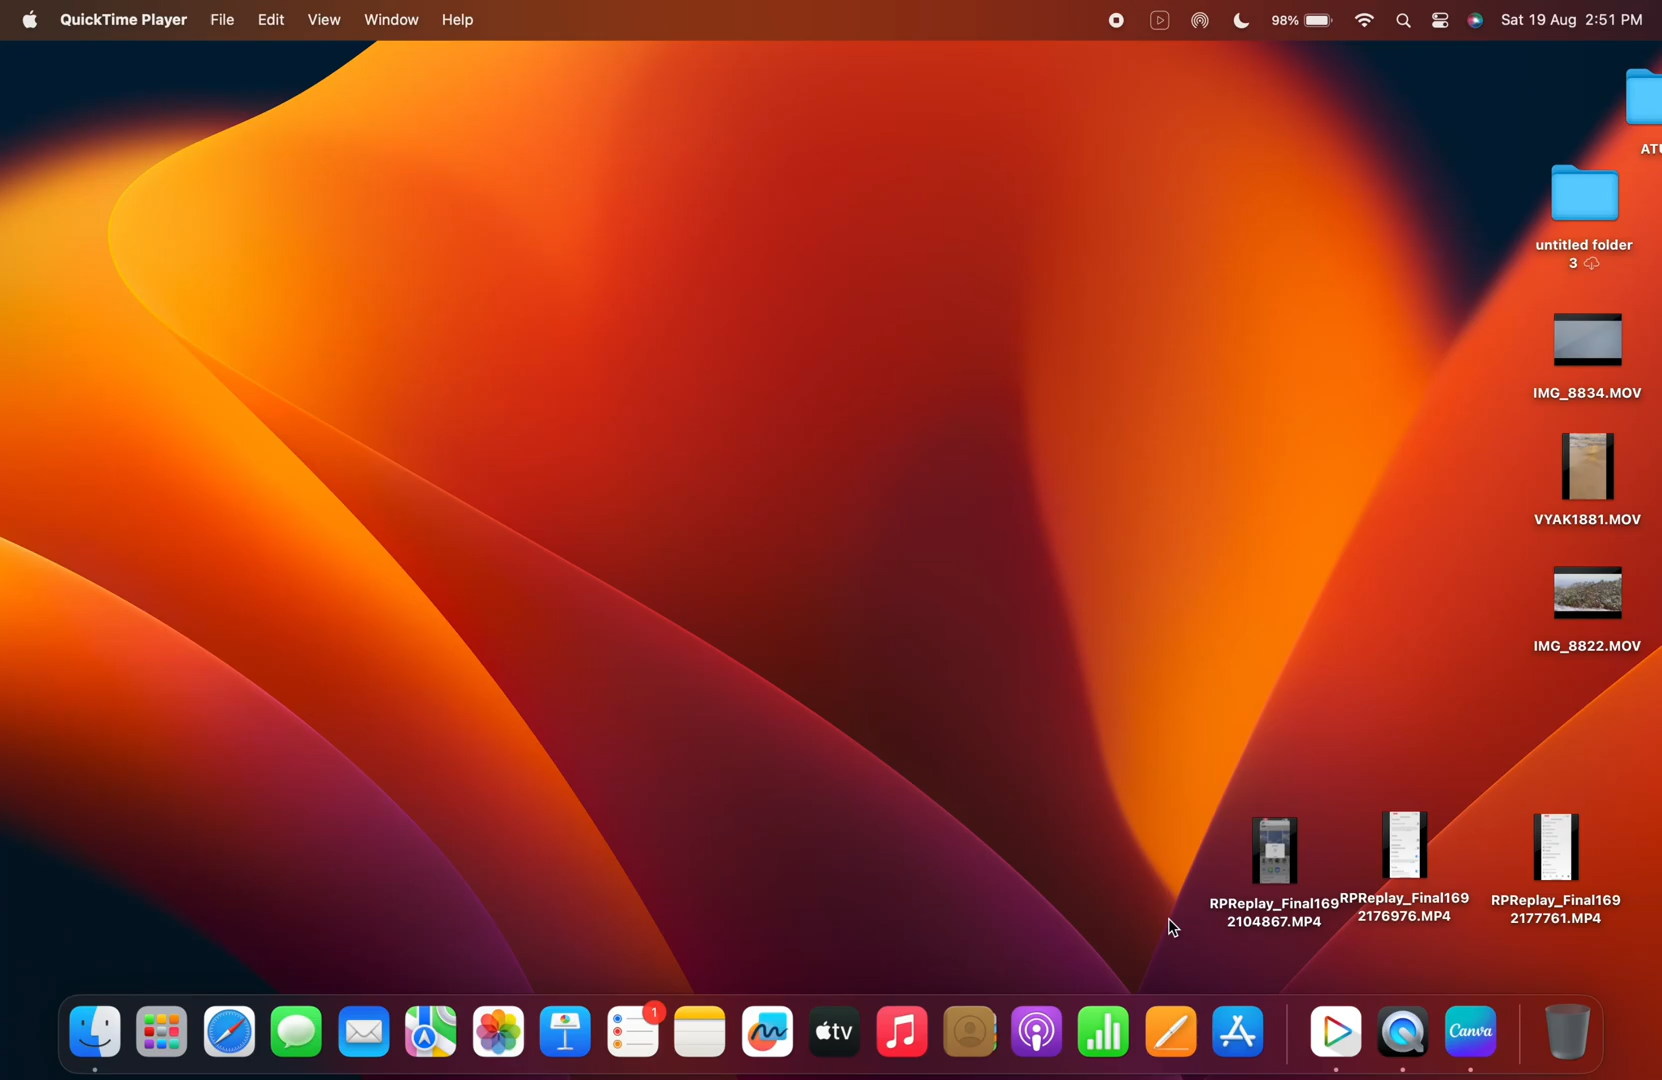 QuickTime Player File Edit View Window Help 98% Sat 19 Aug 2:51 PM
ATU
untitled folder
3
IMG_8834.MOV
VYAK1881.MOV
IMG_8822.MOV
RPReplay_Final169
2104867.MP4
RPReplay_Final169
2176976.MP4
RPReplay_Final169
2177761.MP4
1
tv
Canva